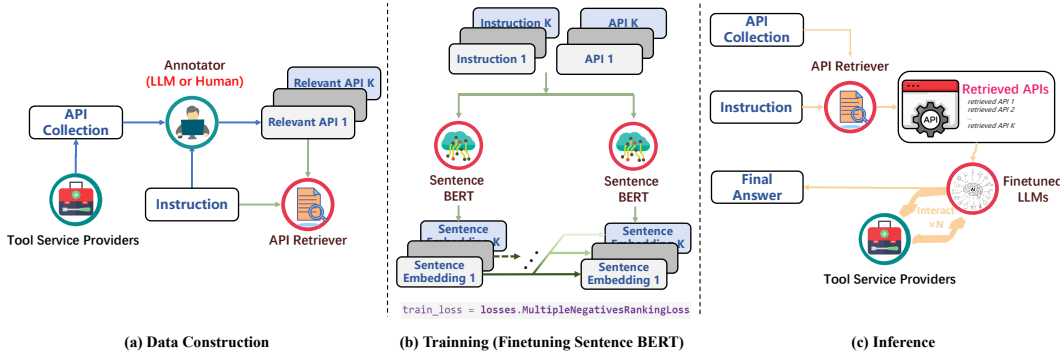 Annotator
(LLM or Human)
API
Collection
Relevant API K
Relevant API 1
Instruction
Tool Service Providers
API Retriever
(a) Data Construction
Instruction K
Instruction 1
API K
API 1
Sentence
BERT
Sentence
BERT
Sentence
Embedding K
Sentence
Embedding 1
Sentence
Embedding K
Sentence
Embedding 1
train_loss = losses.MultipleNegativesRankingLoss
(b) Trainning (Finetuning Sentence BERT)
API
Collection
API Retriever
Instruction
API
Retrieved APIs
retrieved API 1
retrieved API 2
...
retrieved API K
Final
Answer
Finetuned
LLMs
Interact
×N
Tool Service Providers
(c) Inference